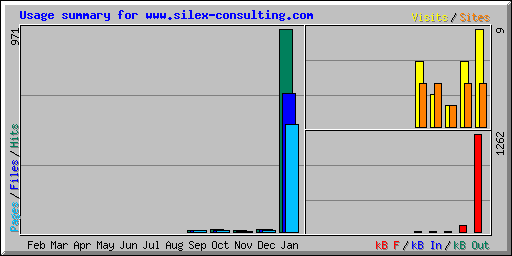 Usage summary for www.silex-consulting.com
Visits/Sites
971
9
Pages/Files/Hits
1262
Feb Mar Apr May Jun Jul Aug Sep Oct Nov Dec Jan
kB F/kB In/kB Out